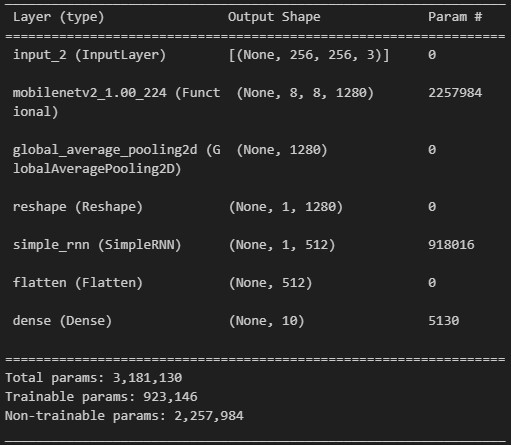 Layer (type) Output Shape Param #
=================================================================
input_2 (InputLayer) [(None, 256, 256, 3)] 0
mobilenetv2_1.00_224 (Funct (None, 8, 8, 1280) 2257984
ional)
global_average_pooling2d (G (None, 1280) 0
lobalAveragePooling2D)
reshape (Reshape) (None, 1, 1280) 0
simple_rnn (SimpleRNN) (None, 1, 512) 918016
flatten (Flatten) (None, 512) 0
dense (Dense) (None, 10) 5130
=================================================================
Total params: 3,181,130
Trainable params: 923,146
Non-trainable params: 2,257,984